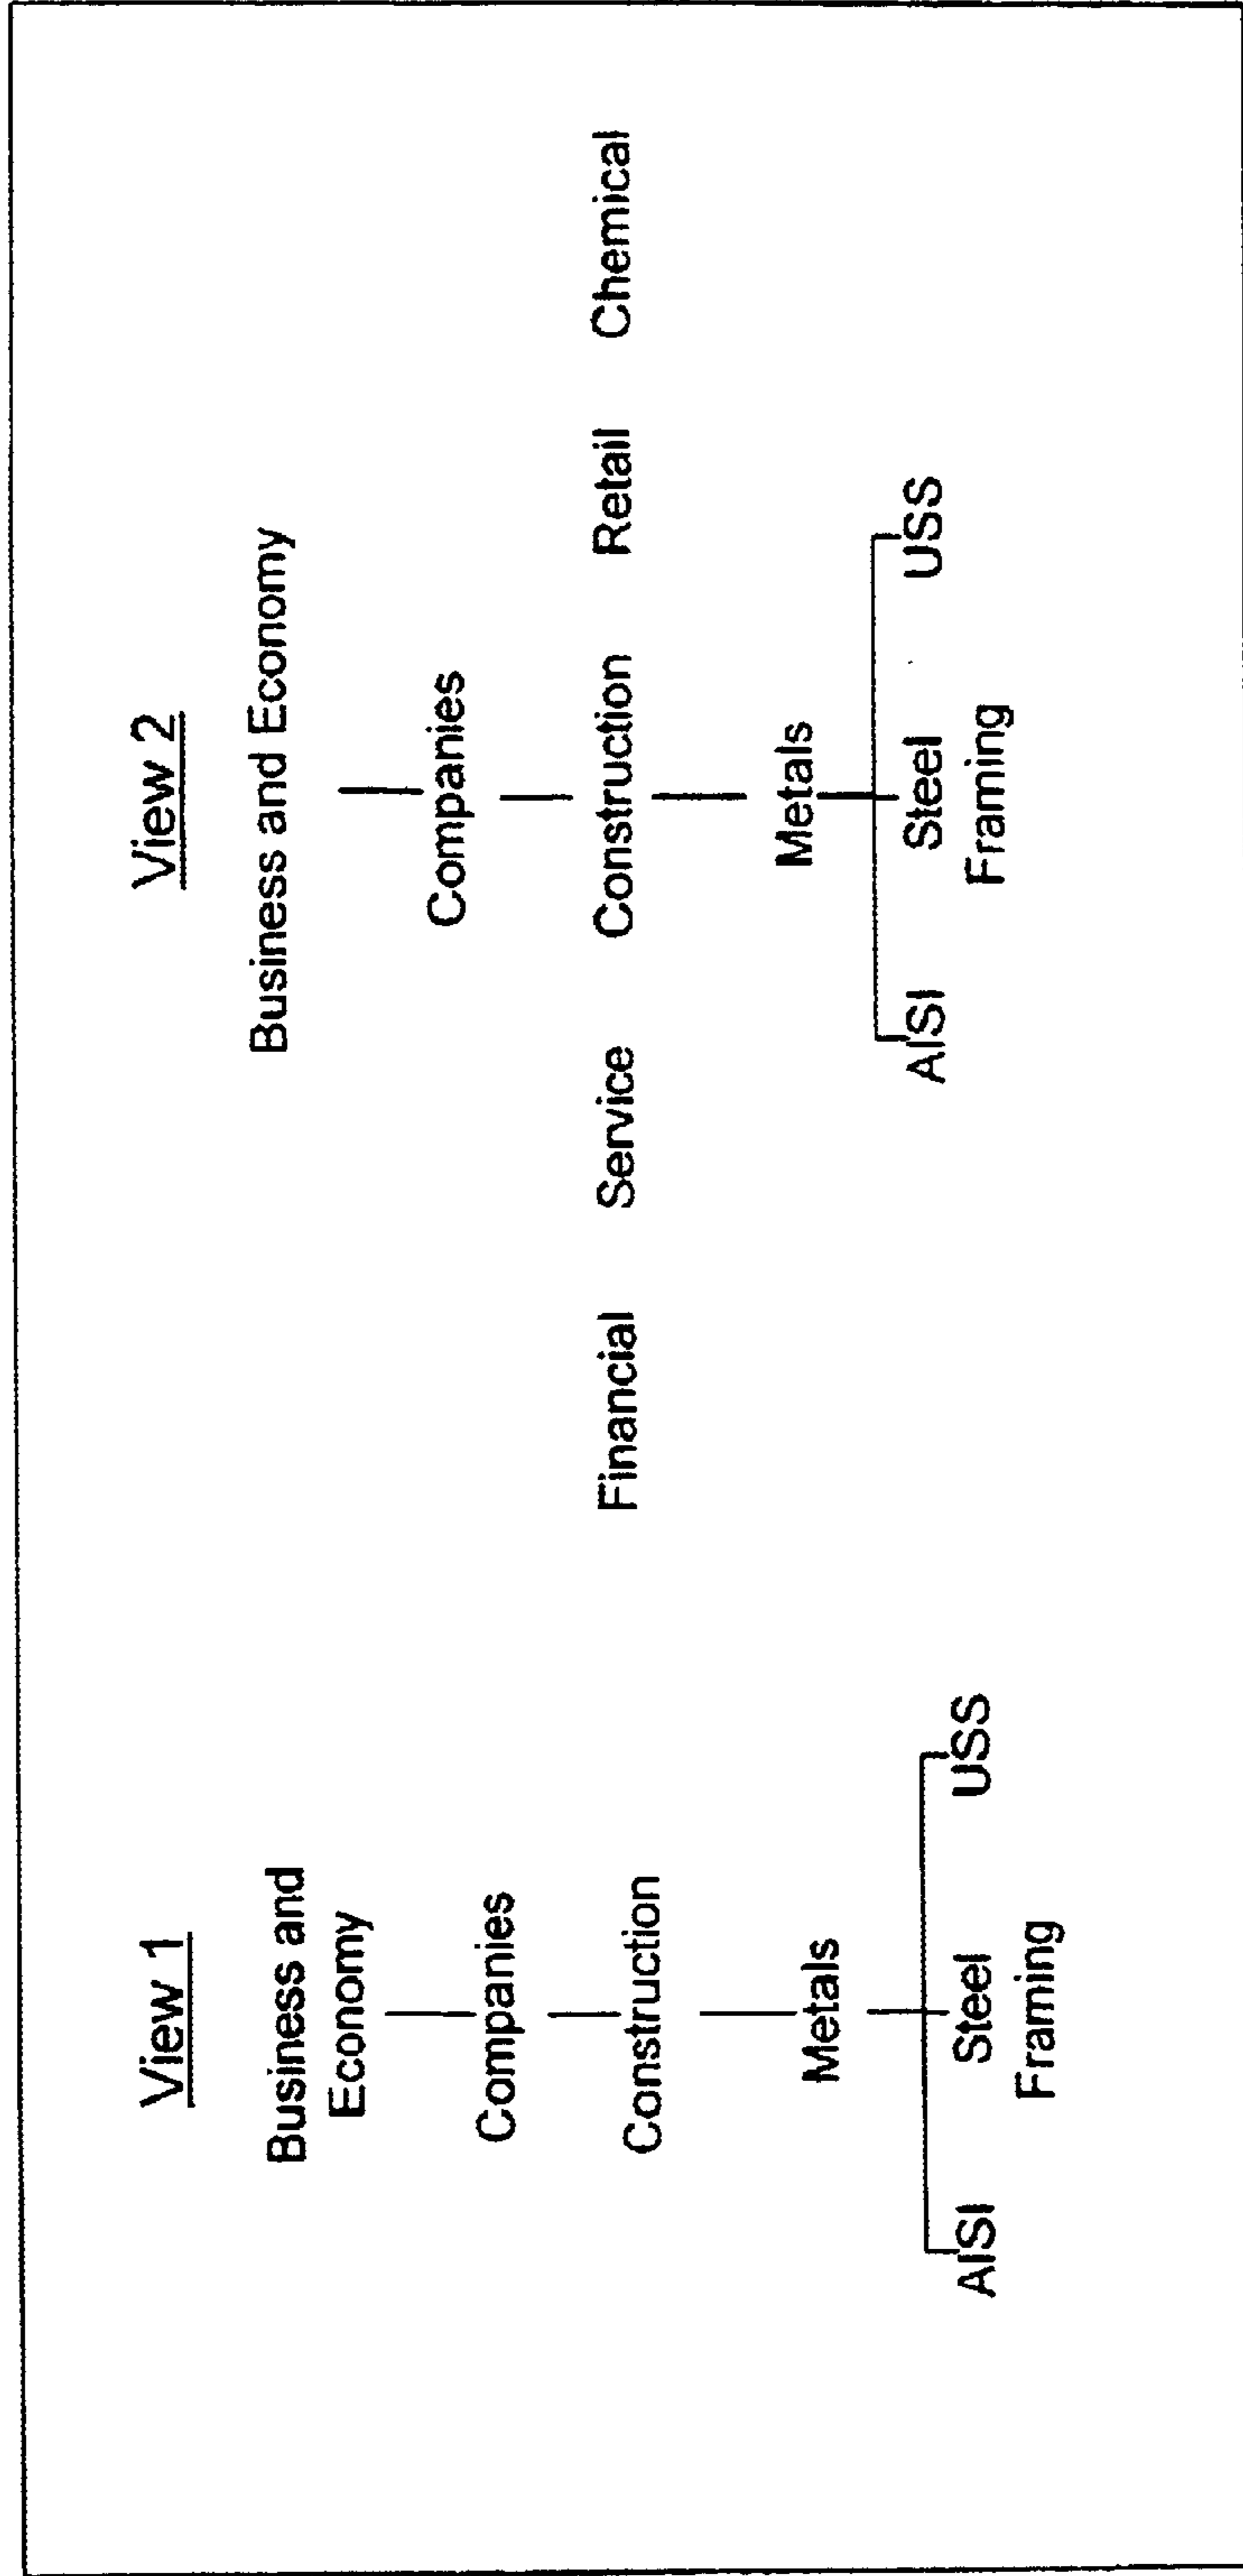 View 1
Business and
Economy
Companies
Construction
Metals
AISI Steel USS
Framing
View 2
Business and Economy
Companies
Financial Service Construction Retail Chemical
Metals
AISI Steel USS
Framing